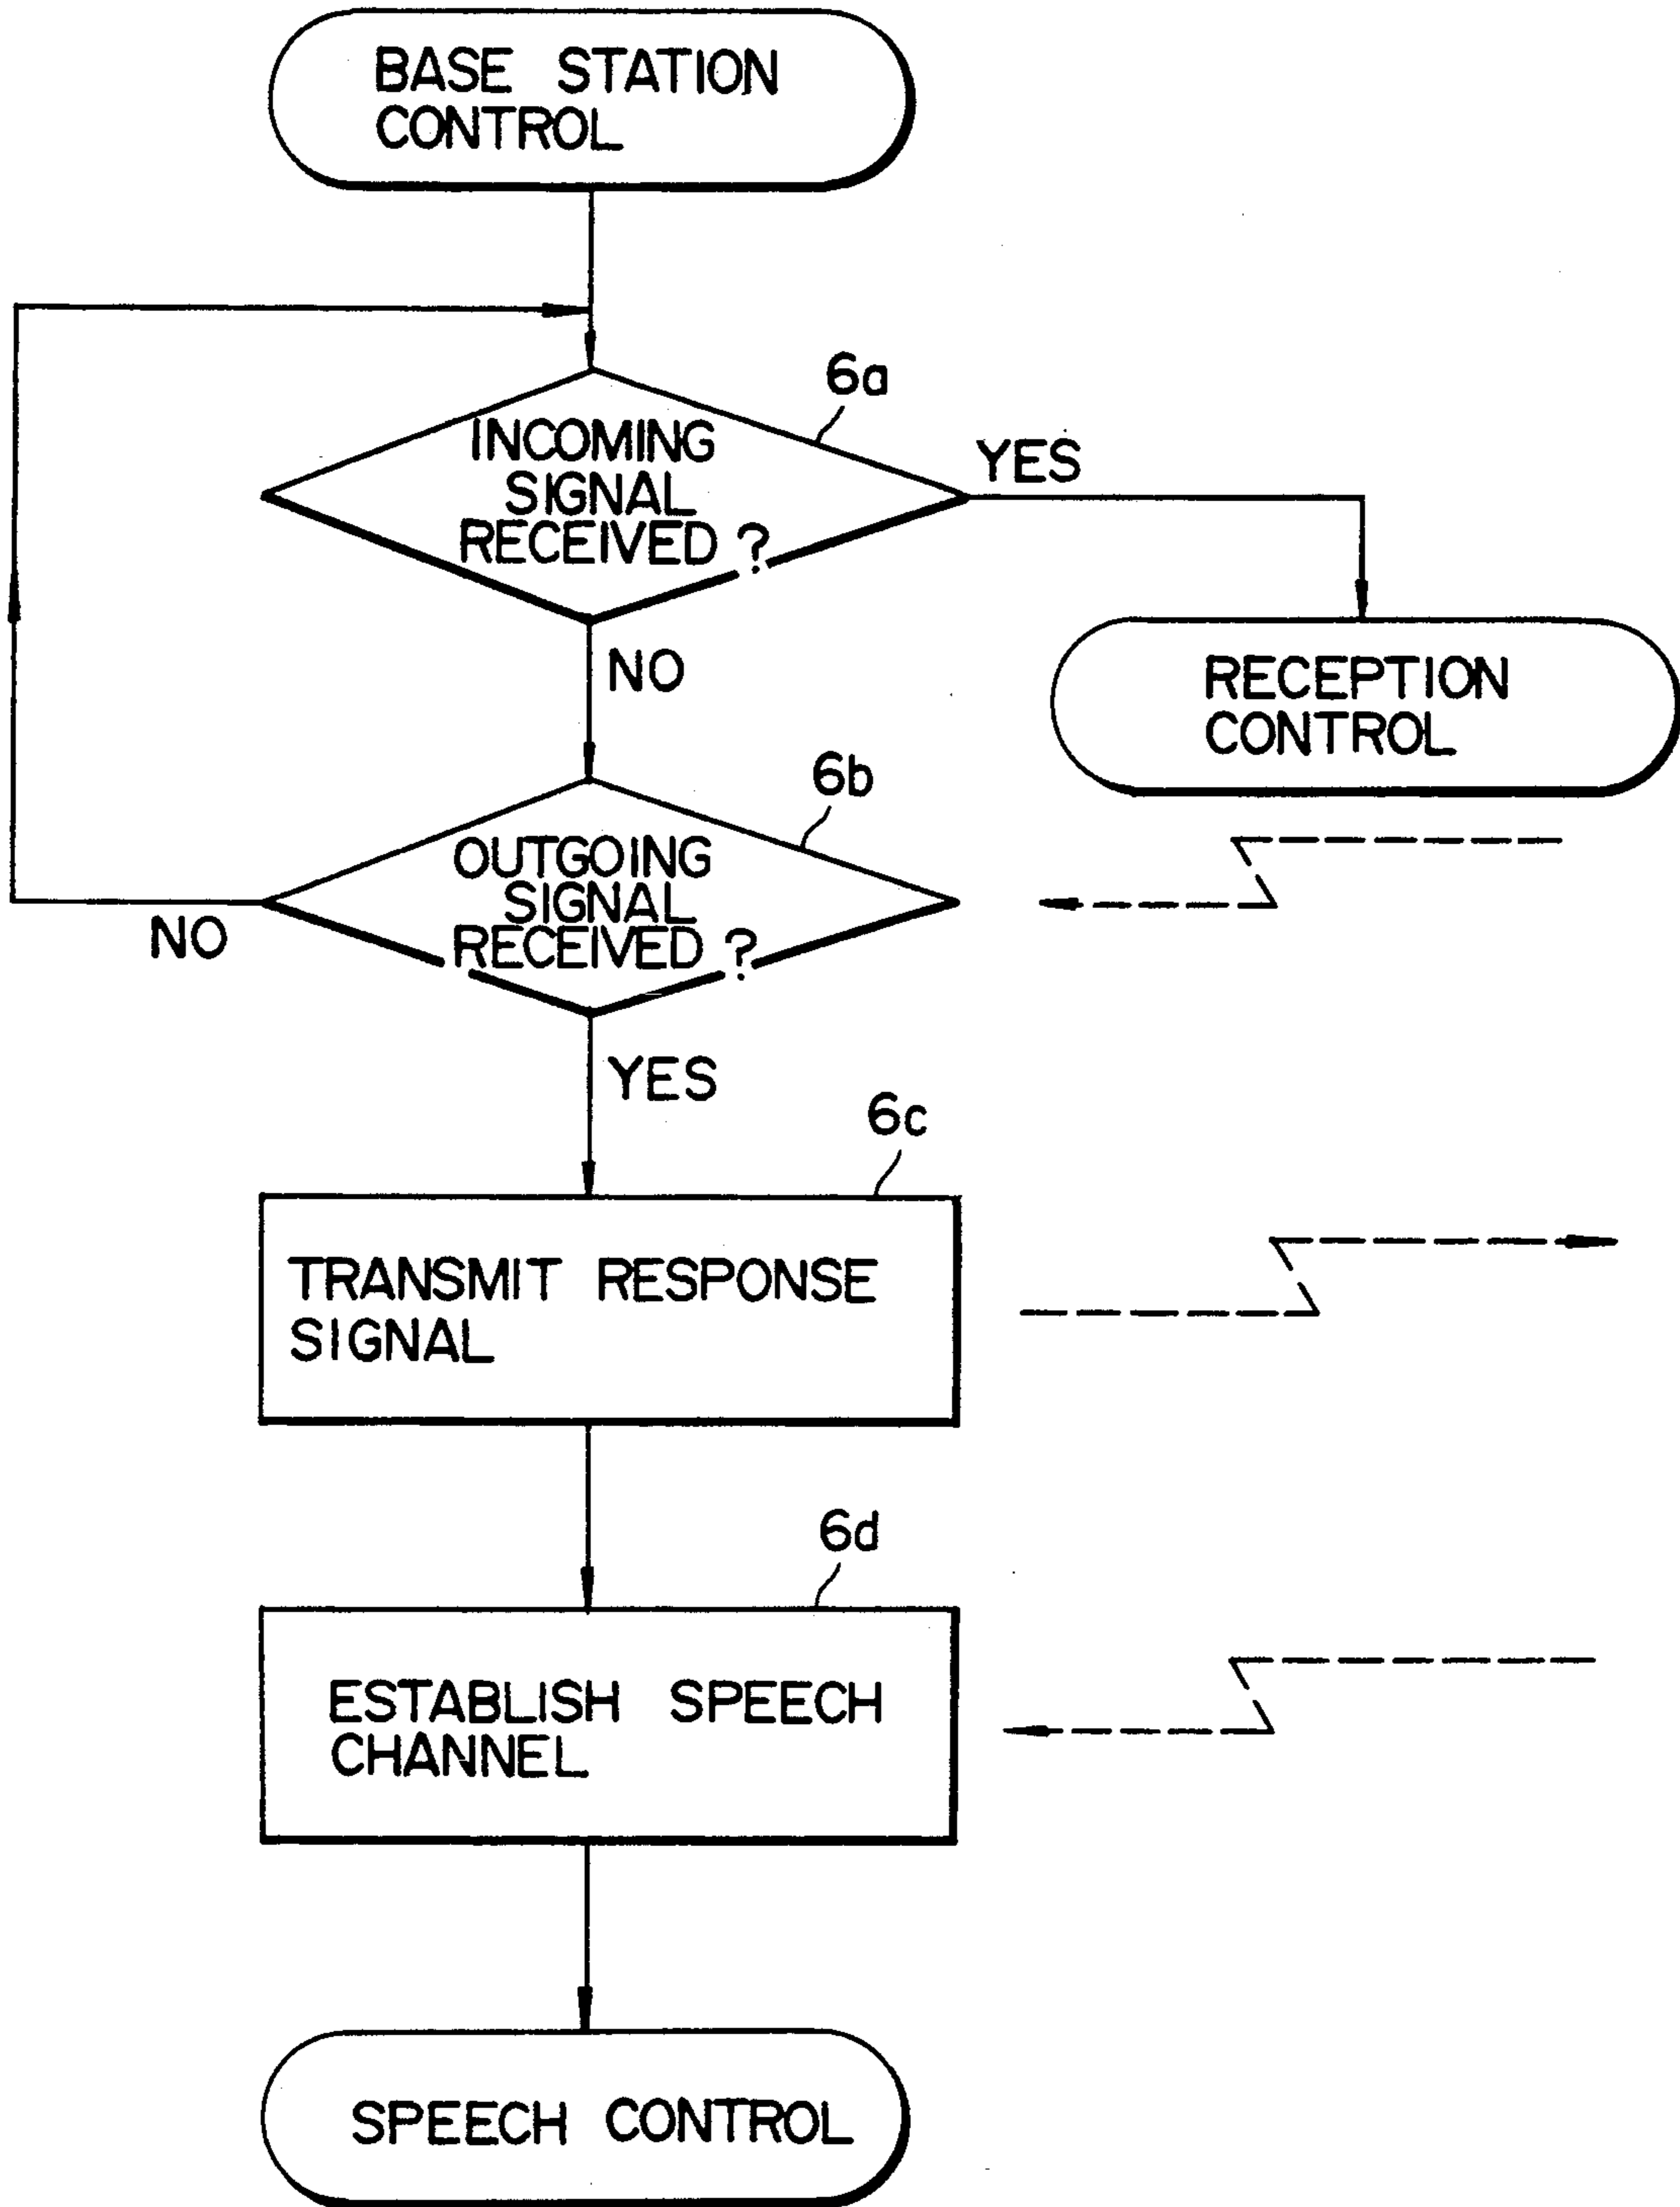 BASE STATION
CONTROL
6a
INCOMING
SIGNAL
RECEIVED ?
YES
NO
RECEPTION
CONTROL
6b
OUTGOING
SIGNAL
RECEIVED ?
NO
YES
6c
TRANSMIT RESPONSE
SIGNAL
6d
ESTABLISH SPEECH
CHANNEL
SPEECH CONTROL